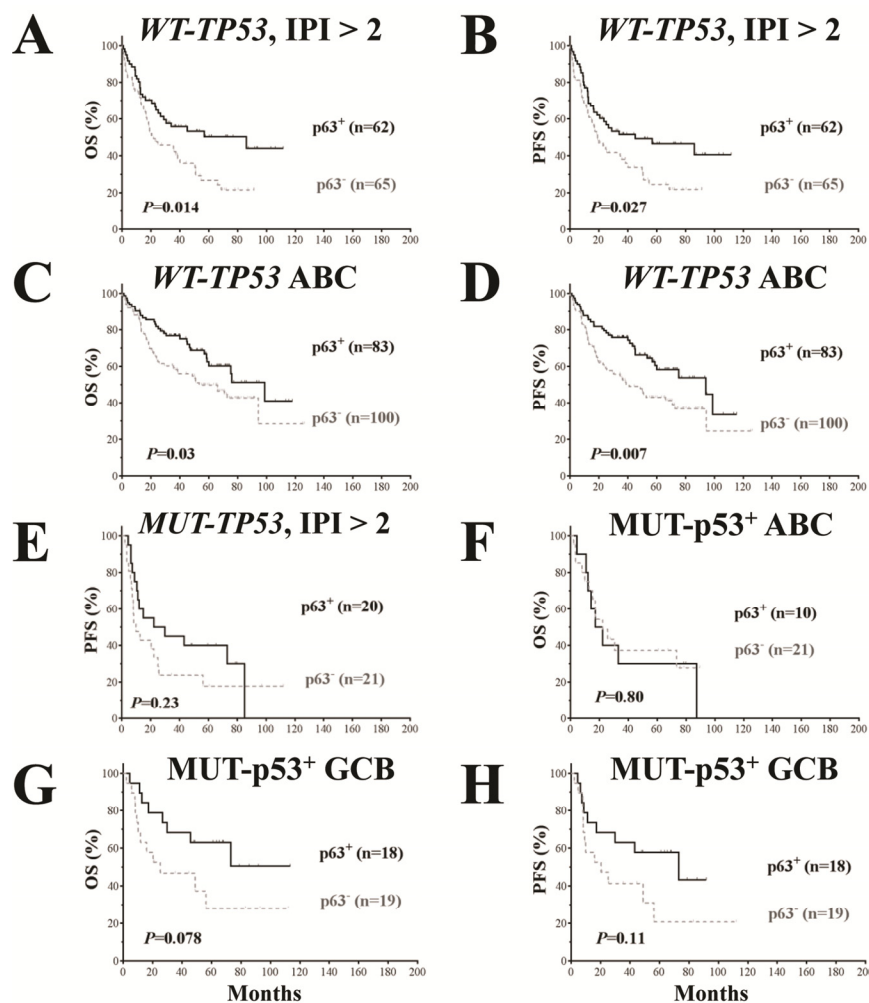 A
WT-TP53, IPI > 2
OS (%)
100
80
60
40
20
0
p63+ (n=62)
p63- (n=65)
P=0.014
0 20 40 60 80 100 120 140 160 180 200
B
WT-TP53, IPI > 2
PFS (%)
100
80
60
40
20
0
p63+ (n=62)
p63- (n=65)
P=0.027
0 20 40 60 80 100 120 140 160 180 200
C
WT-TP53 ABC
OS (%)
100
80
60
40
20
0
p63+ (n=83)
p63- (n=100)
P=0.03
0 20 40 60 80 100 120 140 160 180 200
D
WT-TP53 ABC
PFS (%)
100
80
60
40
20
0
p63+ (n=83)
p63- (n=100)
P=0.007
0 20 40 60 80 100 120 140 160 180 200
E
MUT-TP53, IPI > 2
PFS (%)
100
80
60
40
20
0
p63+ (n=20)
p63- (n=21)
P=0.23
0 20 40 60 80 100 120 140 160 180 200
F
MUT-p53+ ABC
OS (%)
100
80
60
40
20
0
p63+ (n=10)
p63- (n=21)
P=0.80
0 20 40 60 80 100 120 140 160 180 200
G
MUT-p53+ GCB
OS (%)
100
80
60
40
20
0
p63+ (n=18)
p63- (n=19)
P=0.078
0 20 40 60 80 100 120 140 160 180 200
Months
H
MUT-p53+ GCB
PFS (%)
100
80
60
40
20
0
p63+ (n=18)
p63- (n=19)
P=0.11
0 20 40 60 80 100 120 140 160 180 200
Months